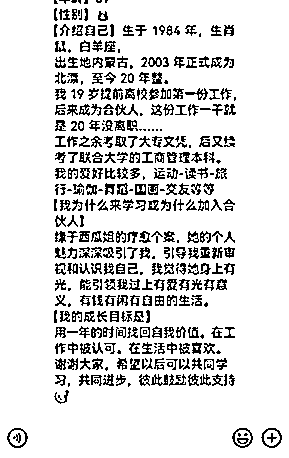 【性别】
【介绍自己】生于 1984 年，生肖
鼠，白羊座，
出生地内蒙古，2003 年正式成为
北漂，至今 20 年整。
我 19 岁提前离校参加第一份工作，
后来成为合伙人，这份工作一干就
是 20 年没离职……
工作之余考取了大专文凭，后又续
考了联合大学的工商管理本科。
我的爱好比较多，运动-读书-旅
行-瑜伽-舞蹈-国画-交友等等
【我为什么来学习或为什么加入合
伙人】
缘于西瓜姐的疗愈个案，她的个人
魅力深深吸引了我，引导我重新审
视和认识我自己，我觉得她身上有
光，能引领我过上有爱有光有意
义，有钱有闲有自由的生活。
【我的成长目标是】
用一年的时间找回自我价值。在工
作中被认可。在生活中被喜欢。
谢谢大家，希望以后可以共同学
习，共同进步，彼此鼓励彼此支持